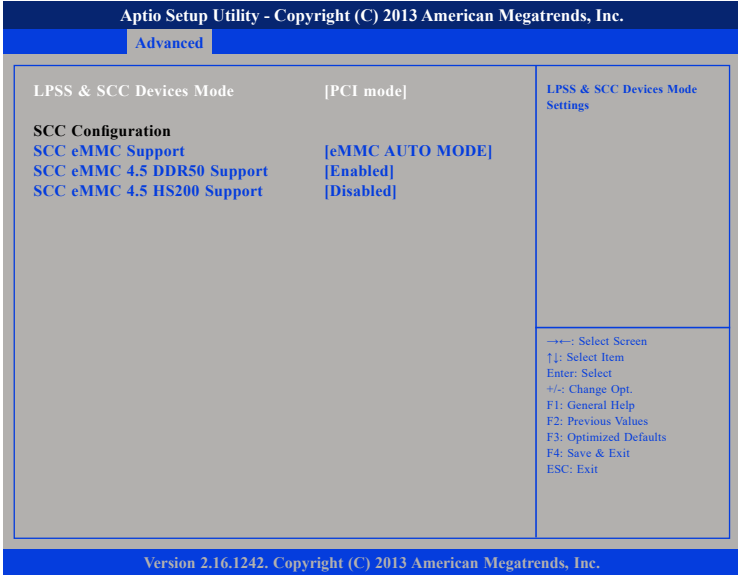 Aptio Setup Utility - Copyright (C) 2013 American Megatrends, Inc.
Advanced
LPSS & SCC Devices Mode [PCI mode]
SCC Configuration
SCC eMMC Support [eMMC AUTO MODE]
SCC eMMC 4.5 DDR50 Support [Enabled]
SCC eMMC 4.5 HS200 Support [Disabled]
LPSS & SCC Devices Mode
Settings
→←: Select Screen
↑↓: Select Item
Enter: Select
+/-: Change Opt.
F1: General Help
F2: Previous Values
F3: Optimized Defaults
F4: Save & Exit
ESC: Exit
Version 2.16.1242. Copyright (C) 2013 American Megatrends, Inc.